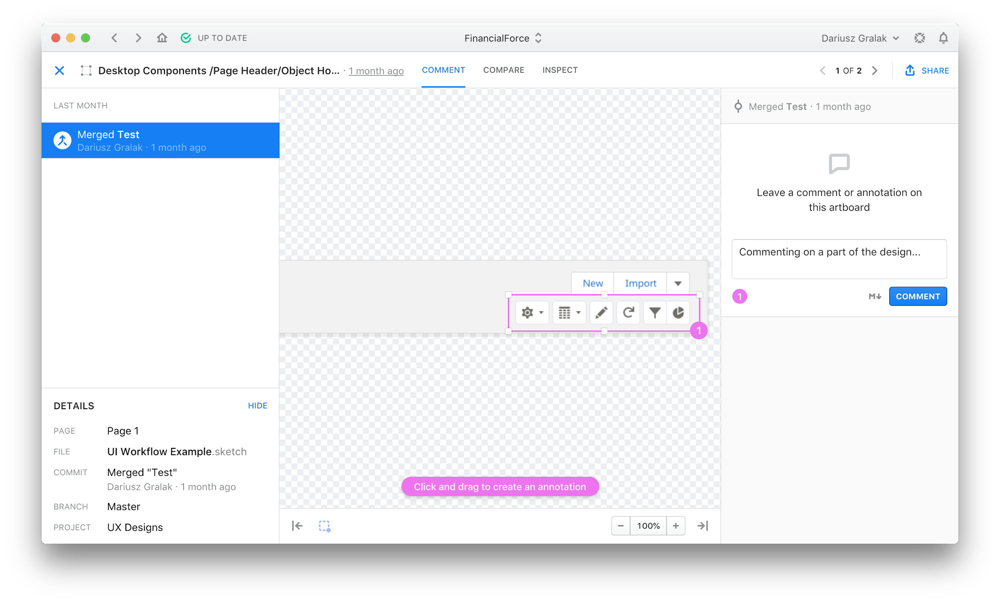 UP TO DATE
FinancialForce
Dariusz Gralak
Desktop Components /Page Header/Object Ho... · 1 month ago
COMMENT
COMPARE
INSPECT
1 OF 2
SHARE
LAST MONTH
Merged Test
Dariusz Gralak · 1 month ago
DETAILS
HIDE
PAGE
Page 1
FILE
UI Workflow Example.sketch
COMMIT
Merged "Test"
Dariusz Gralak · 1 month ago
BRANCH
Master
PROJECT
UX Designs
New
Import
1
Click and drag to create an annotation
100%
Merged Test · 1 month ago
Leave a comment or annotation on
this artboard
Commenting on a part of the design...
1
M
COMMENT